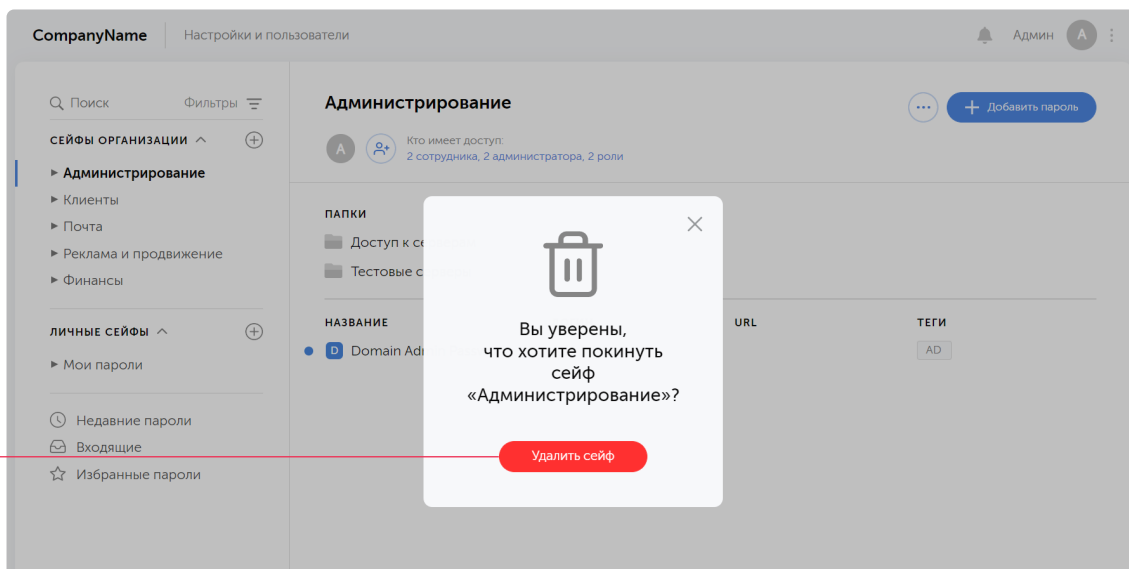 CompanyName
Настройки и пользователи
Админ
A
Поиск
Фильтры
СЕЙФЫ ОРГАНИЗАЦИИ
Администрирование
Клиенты
Почта
Реклама и продвижение
Финансы
ЛИЧНЫЕ СЕЙФЫ
Мои пароли
Недавние пароли
Входящие
Избранные пароли
Администрирование
Добавить пароль
A
Кто имеет доступ:
2 сотрудника, 2 администратора, 2 роли
ПАПКИ
Доступ к
Тестовые
НАЗВАНИЕ
URL
ТЕГИ
D
Domain
AD
Вы уверены,
что хотите покинуть
сейф
«Администрирование»?
Удалить сейф